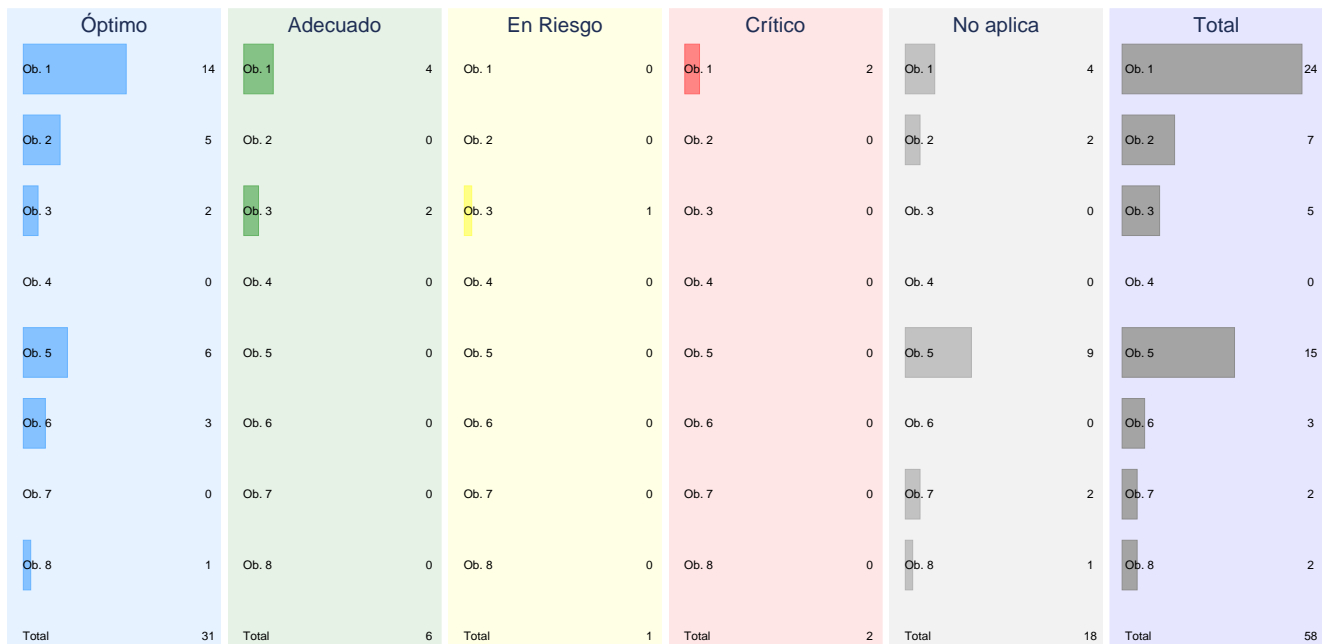 Óptimo Adecuado En Riesgo Crítico No aplica Total
Ob. 1 14 Ob. 1 4 Ob. 1 0 Ob. 1 2 Ob. 1 4 Ob. 1 24
Ob. 2 5 Ob. 2 0 Ob. 2 0 Ob. 2 0 Ob. 2 2 Ob. 2 7
Ob. 3 2 Ob. 3 2 Ob. 3 1 Ob. 3 0 Ob. 3 0 Ob. 3 5
Ob. 4 0 Ob. 4 0 Ob. 4 0 Ob. 4 0 Ob. 4 0 Ob. 4 0
Ob. 5 6 Ob. 5 0 Ob. 5 0 Ob. 5 0 Ob. 5 9 Ob. 5 15
Ob. 6 3 Ob. 6 0 Ob. 6 0 Ob. 6 0 Ob. 6 0 Ob. 6 3
Ob. 7 0 Ob. 7 0 Ob. 7 0 Ob. 7 0 Ob. 7 2 Ob. 7 2
Ob. 8 1 Ob. 8 0 Ob. 8 0 Ob. 8 0 Ob. 8 1 Ob. 8 2
Total 31 Total 6 Total 1 Total 2 Total 18 Total 58